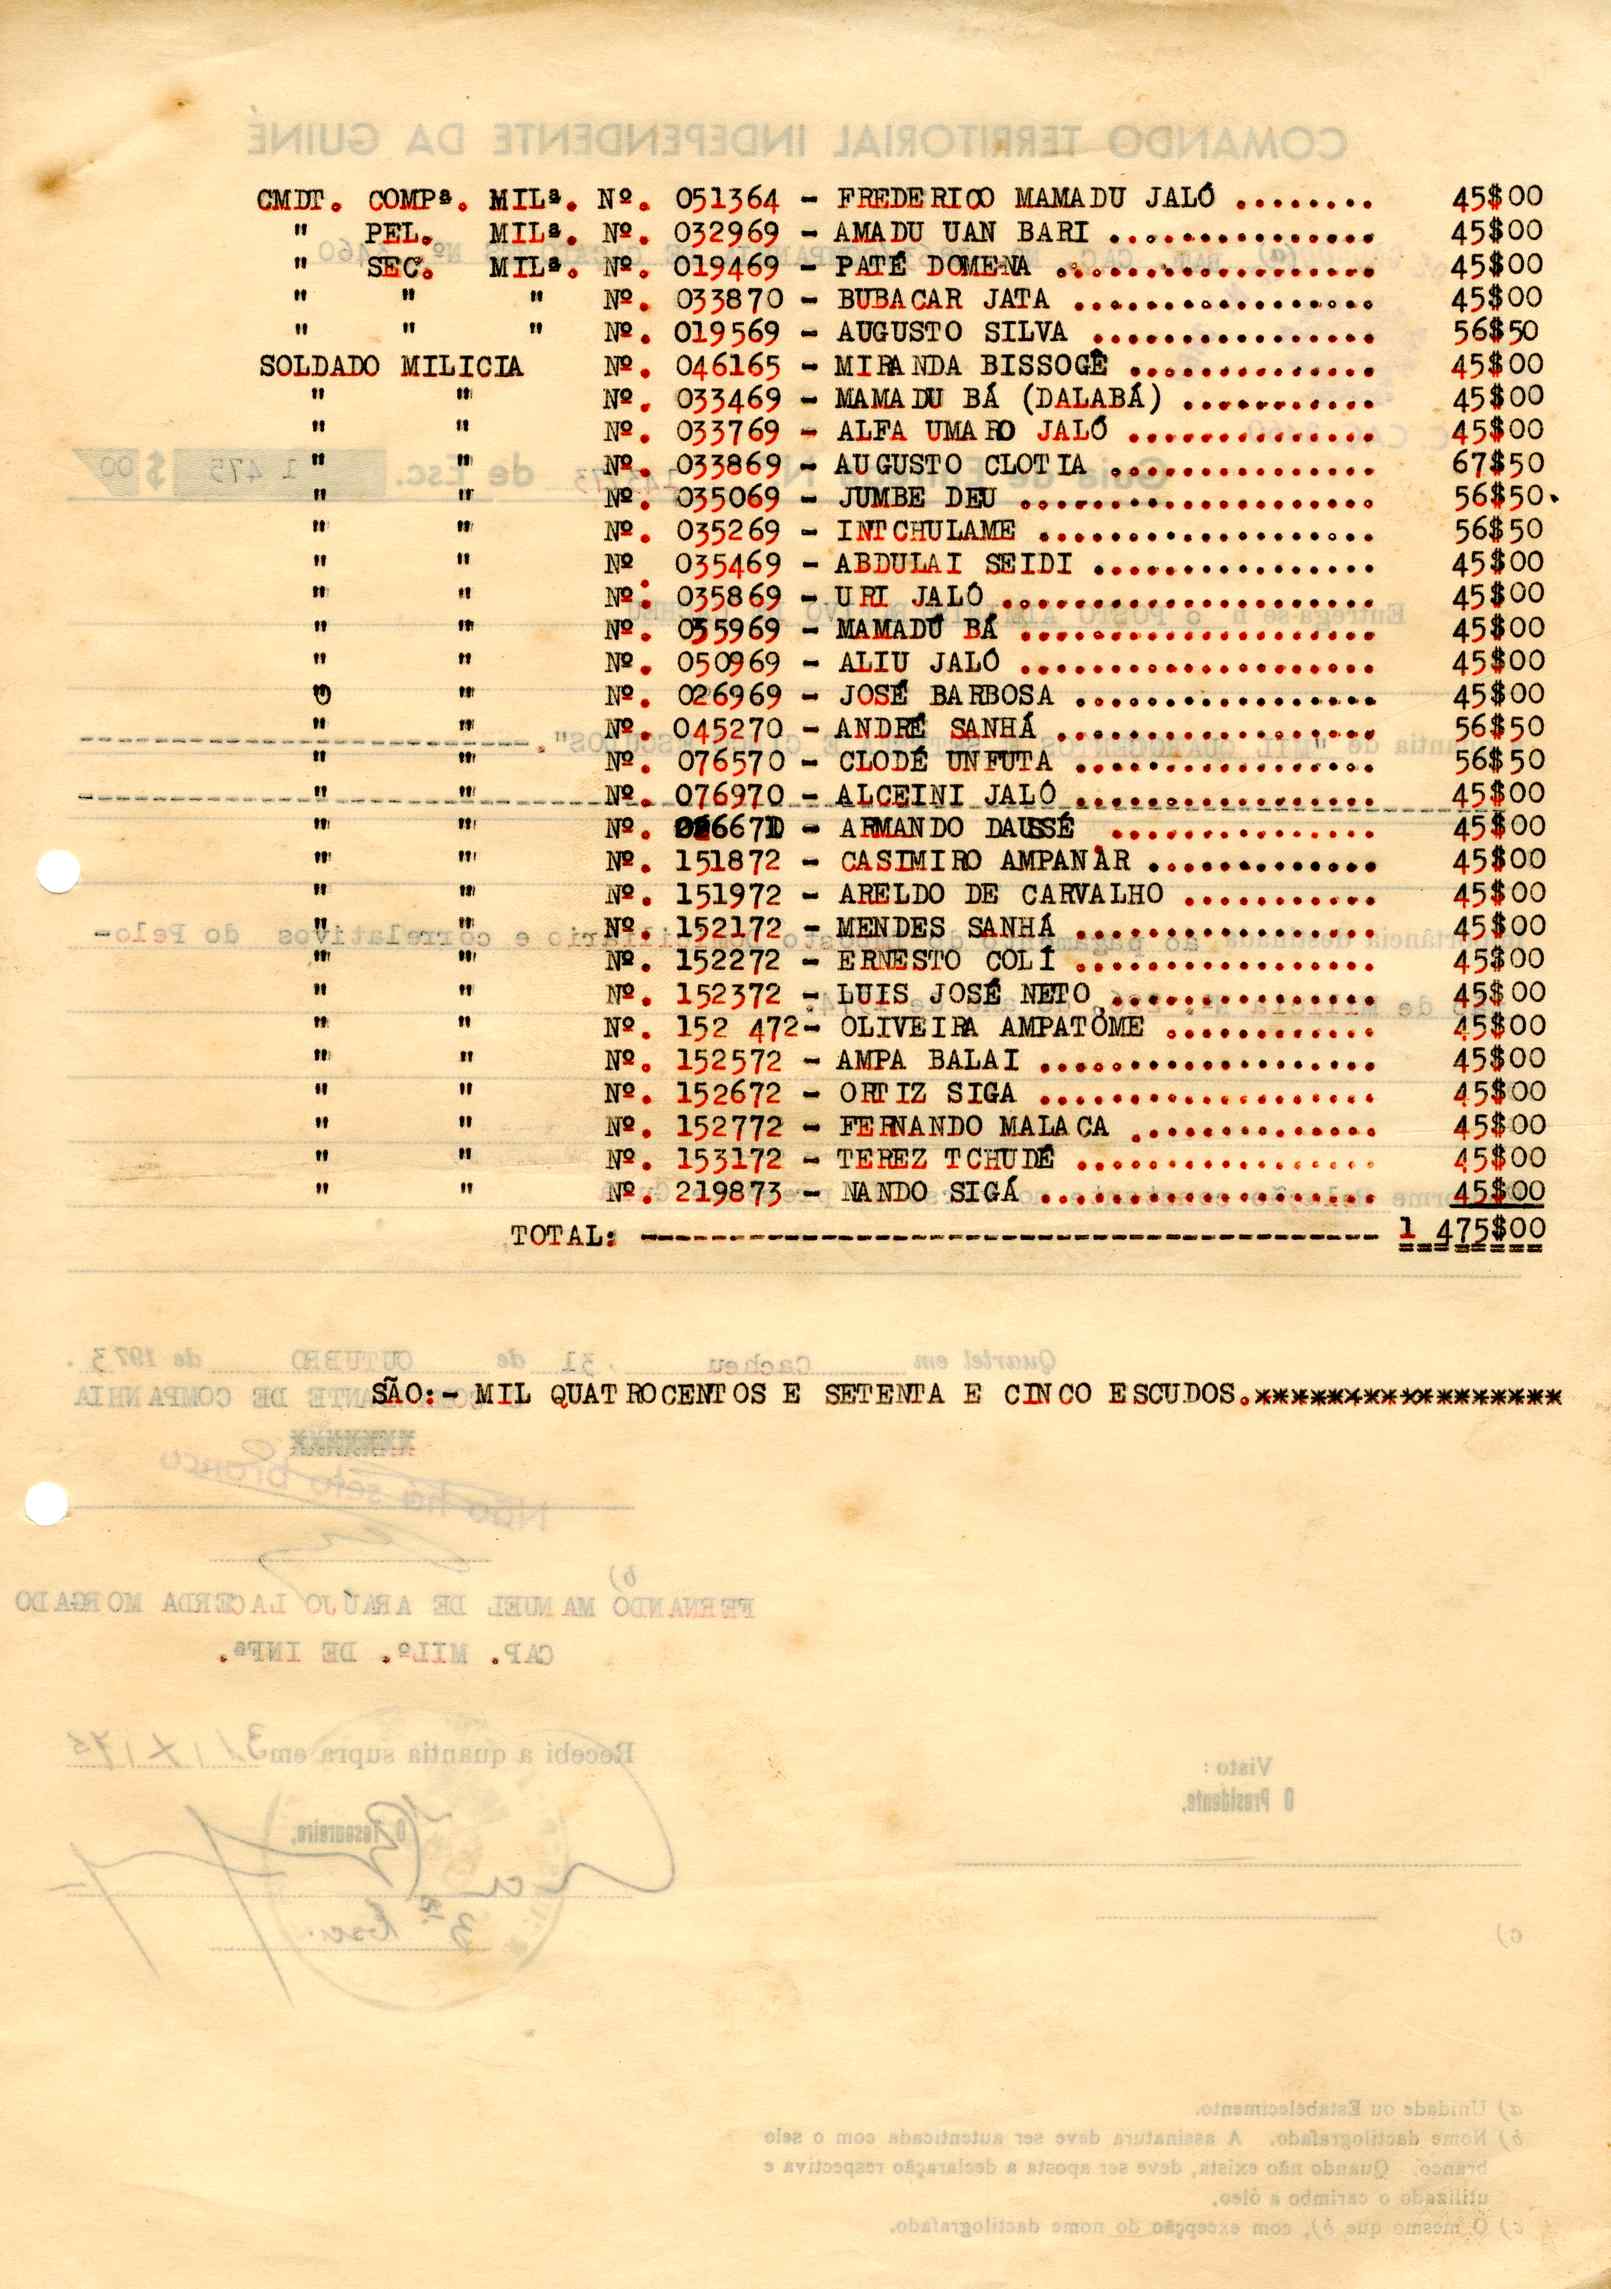 CMDT. COMPª. MILª. Nº. 051364 - FREDERICO MAMADU JALÓ ........ 45$00
" PEL. MILª. Nº. 032969 - AMADU UAN BARI ............... 45$00
" SEC. MILª. Nº. 019469 - PATÉ DOMENA .................. 45$00
" " " Nº. 033870 - BUBACAR JATA ................. 45$00
" " " Nº. 019569 - AUGUSTO SILVA ................ 56$50
SOLDADO MILICIA Nº. 046165 - MIRANDA BISSOGÊ .............. 45$00
" " Nº. 033469 - MAMADU BÁ (DALABÁ) ........... 45$00
" " Nº. 033769 - ALFA UMARO JALÓ .............. 45$00
" " Nº. 033869 - AUGUSTO CLOTIA ............... 67$50
" " Nº. 035069 - JUMBE DEU .................... 56$50.
" " Nº. 035269 - INTCHULAME ................... 56$50
" " Nº 035469 - ABDULAI SEIDI ................ 45$00
" " Nº: 035869 - URI JALÓ ..................... 45$00
" " Nº. 035969 - MAMADÚ BÁ .................... 45$00
" " Nº. 050969 - ALIU JALÓ .................... 45$00
" " Nº. 026969 - JOSÉ BARBOSA ................. 45$00
" " Nº. 045270 - ANDRÉ SANHÁ .................. 56$50
" " Nº. 076570 - CLODÉ UNFUTA ................. 56$50
" " Nº. 076970 - ALCEINI JALÓ ................. 45$00
" " Nº. - ARMANDO DAUSSÉ ............... 45$00
" " Nº. 151872 - CASIMIRO AMPANAR ............. 45$00
" " Nº. 151972 - ARELDO DE CARVALHO ........... 45$00
" " Nº. 152172 - MENDES SANHÁ ................. 45$00
" " Nº. 152272 - ERNESTO COLÍ ................. 45$00
" " Nº. 152372 - LUIS JOSÉ NETO ............... 45$00
" " Nº. 152 472- OLIVEIRA AMPATÔME ............ 45$00
" " Nº. 152572 - AMPA BALAI ................... 45$00
" " Nº. 152672 - ORTIZ SIGA ................... 45$00
" " Nº. 152772 - FERNANDO MALACA .............. 45$00
" " Nº. 153172 - TEREZ TCHUDÉ ................. 45$00
" " Nº. 219873 - NANDO SIGÁ ................... 45$00
TOTAL: ----------------------------------------- 1 475$00
SÃO:- MIL QUATROCENTOS E SETENTA E CINCO ESCUDOS.*****************